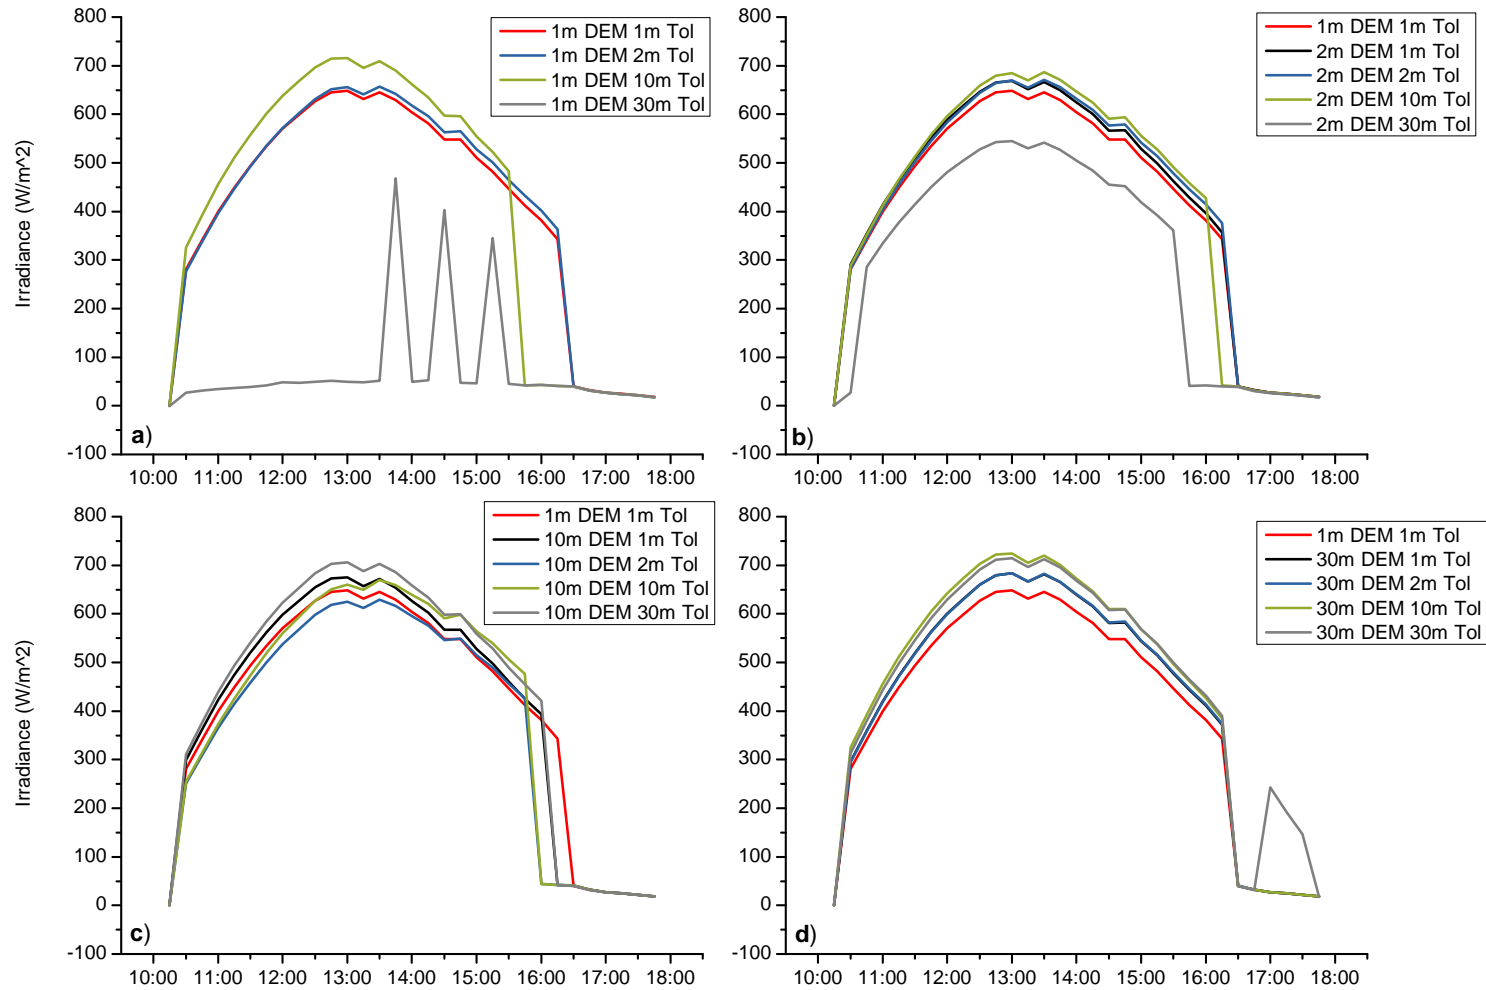 800
700
600
500
400
300
200
100
0
-100
Irradiance (W/m^2)
1m DEM 1m Tol
1m DEM 2m Tol
1m DEM 10m Tol
1m DEM 30m Tol
a)
10:00 11:00 12:00 13:00 14:00 15:00 16:00 17:00 18:00
800
700
600
500
400
300
200
100
0
-100
1m DEM 1m Tol
2m DEM 1m Tol
2m DEM 2m Tol
2m DEM 10m Tol
2m DEM 30m Tol
b)
10:00 11:00 12:00 13:00 14:00 15:00 16:00 17:00 18:00
800
700
600
500
400
300
200
100
0
-100
Irradiance (W/m^2)
1m DEM 1m Tol
10m DEM 1m Tol
10m DEM 2m Tol
10m DEM 10m Tol
10m DEM 30m Tol
c)
10:00 11:00 12:00 13:00 14:00 15:00 16:00 17:00 18:00
800
700
600
500
400
300
200
100
0
-100
1m DEM 1m Tol
30m DEM 1m Tol
30m DEM 2m Tol
30m DEM 10m Tol
30m DEM 30m Tol
d)
10:00 11:00 12:00 13:00 14:00 15:00 16:00 17:00 18:00